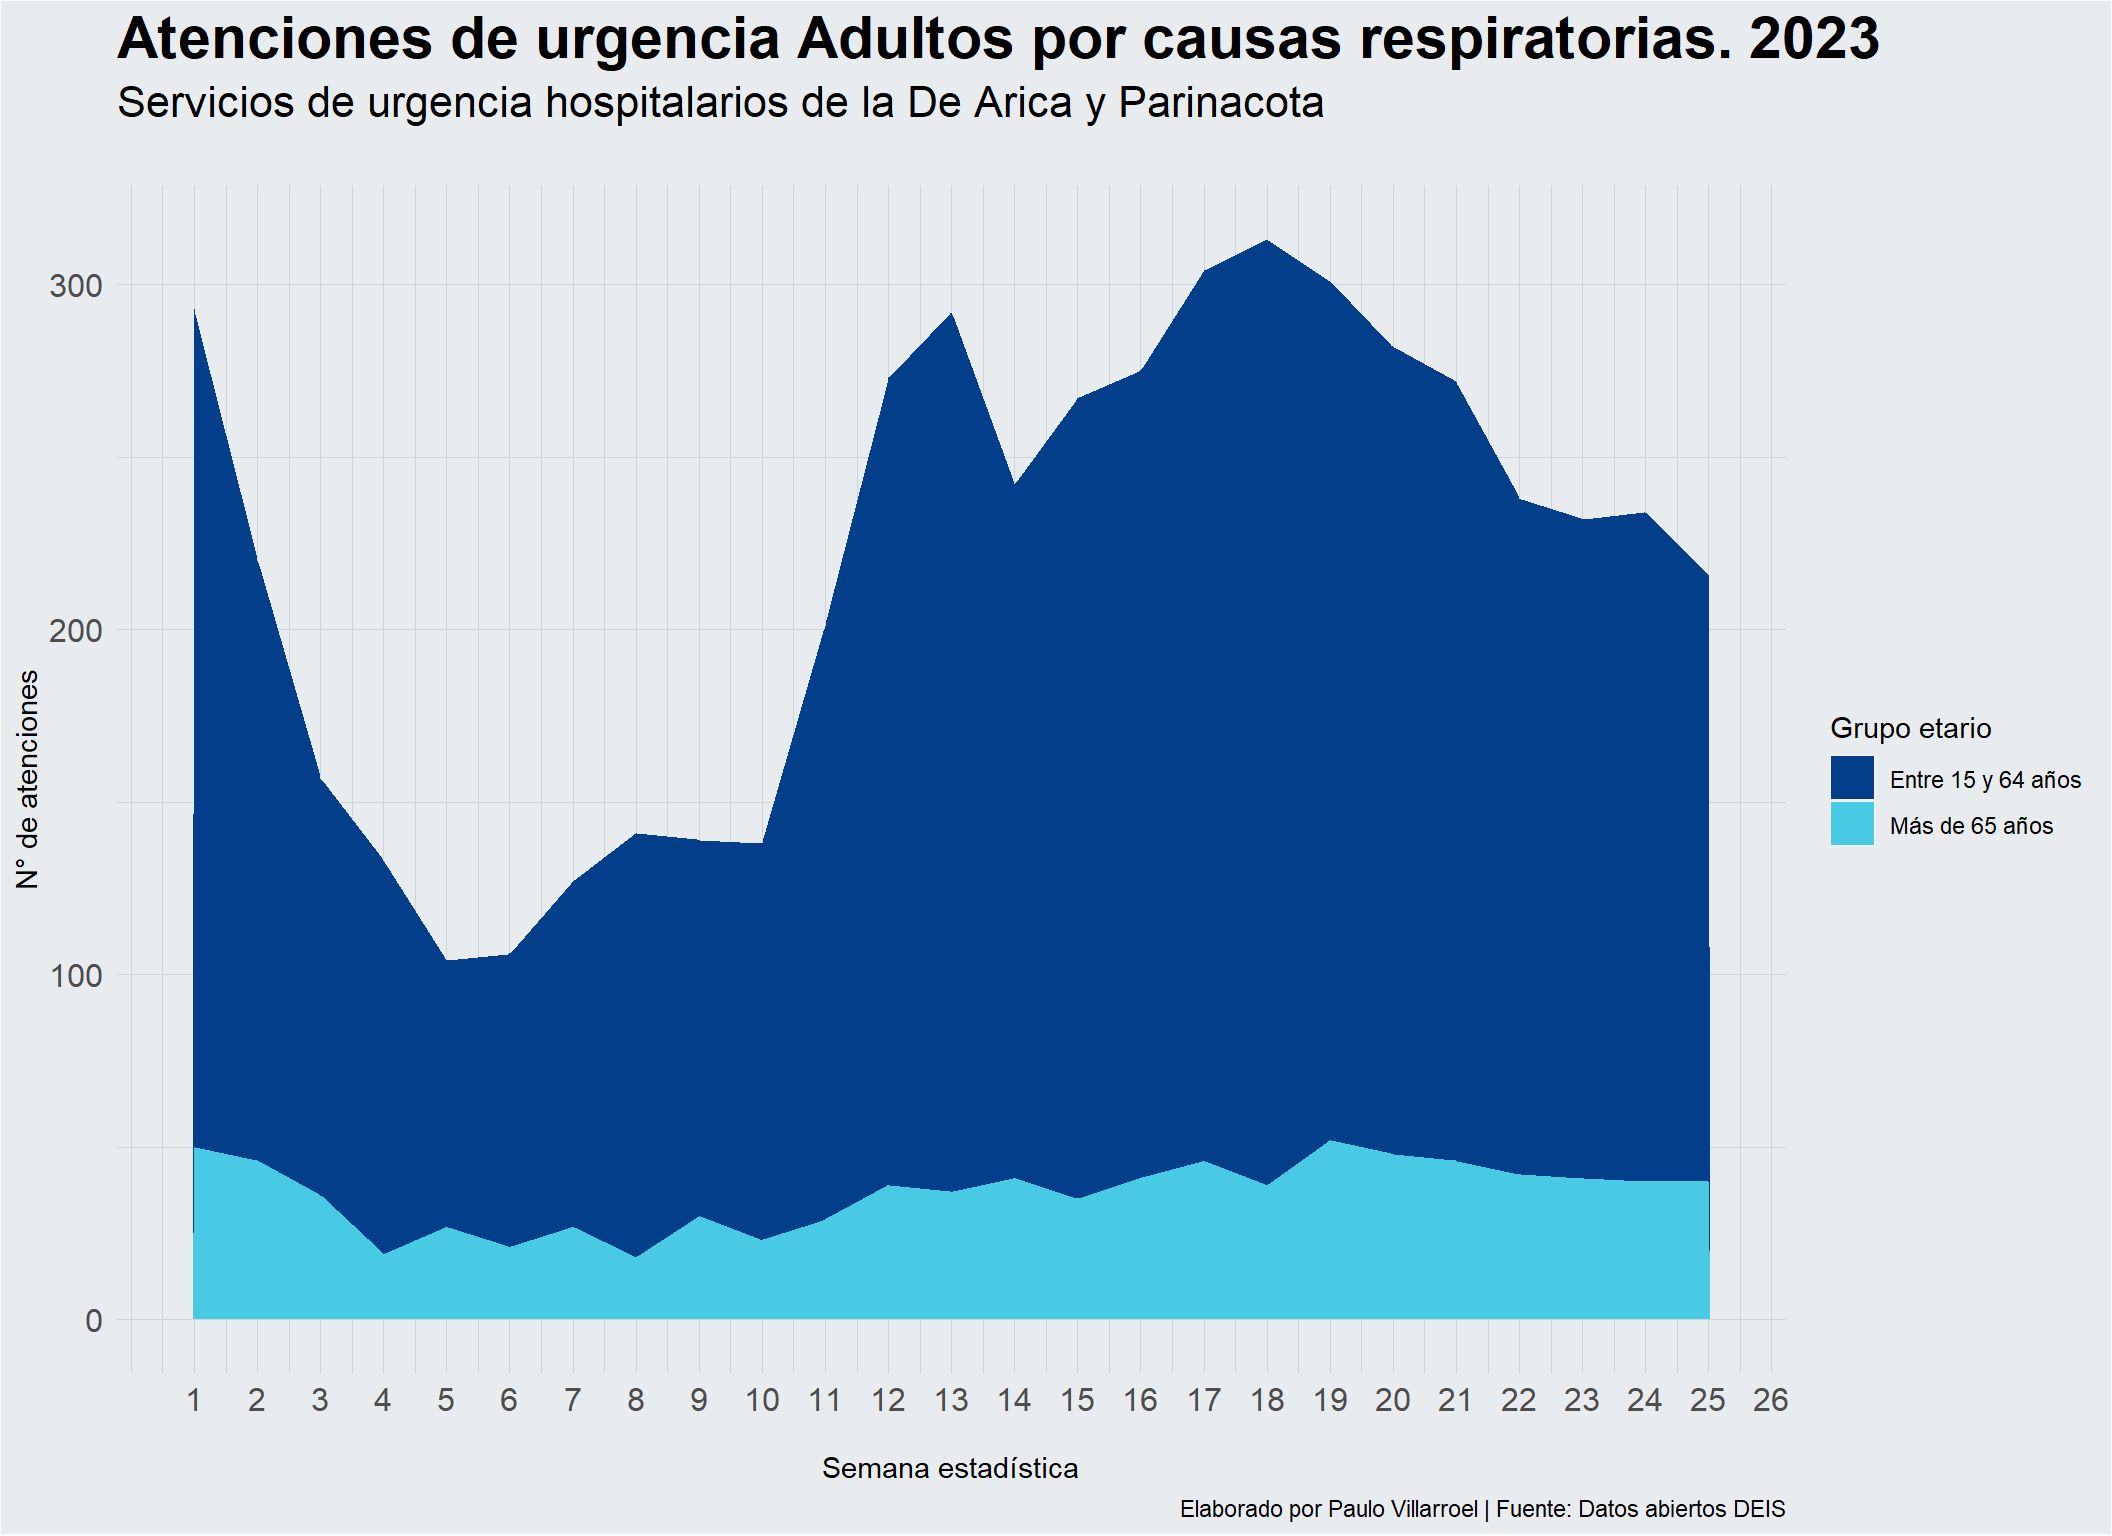 Atenciones de urgencia Adultos por causas respiratorias. 2023
Servicios de urgencia hospitalarios de la De Arica y Parinacota
300
200
100
0
N° de atenciones
Grupo etario
Entre 15 y 64 años
Más de 65 años
1 2 3 4 5 6 7 8 9 10 11 12 13 14 15 16 17 18 19 20 21 22 23 24 25 26
Semana estadística
Elaborado por Paulo Villarroel | Fuente: Datos abiertos DEIS